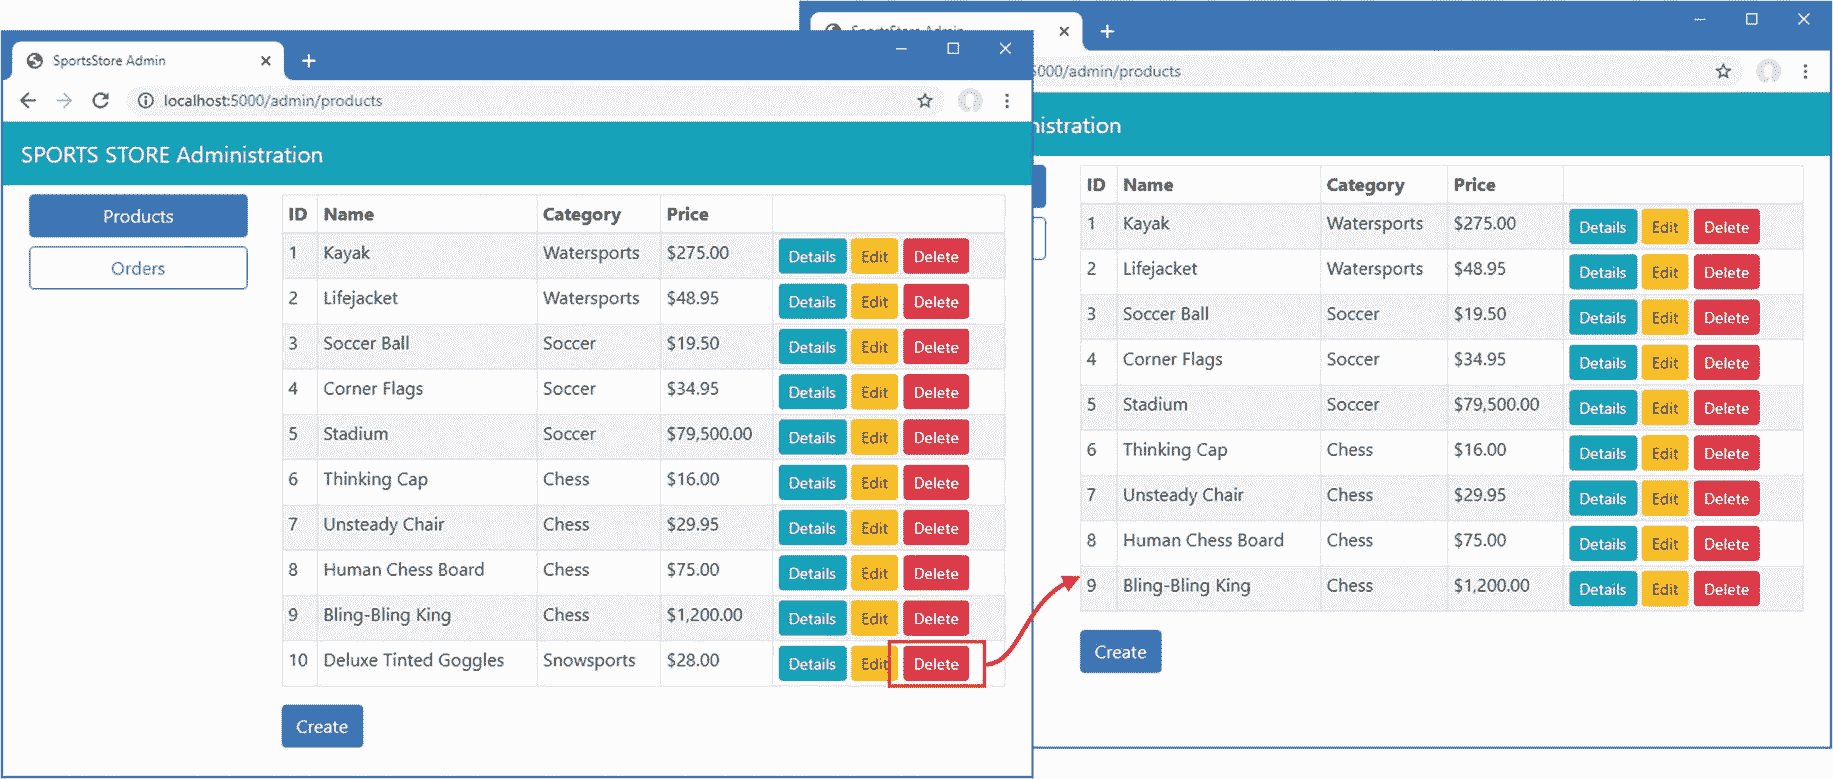 SportsStore Admin
localhost:5000/admin/products
SPORTS STORE Administration
Products
Orders
ID Name Category Price
1 Kayak Watersports $275.00 Details Edit Delete
2 Lifejacket Watersports $48.95 Details Edit Delete
3 Soccer Ball Soccer $19.50 Details Edit Delete
4 Corner Flags Soccer $34.95 Details Edit Delete
5 Stadium Soccer $79,500.00 Details Edit Delete
6 Thinking Cap Chess $16.00 Details Edit Delete
7 Unsteady Chair Chess $29.95 Details Edit Delete
8 Human Chess Board Chess $75.00 Details Edit Delete
9 Bling-Bling King Chess $1,200.00 Details Edit Delete
10 Deluxe Tinted Goggles Snowsports $28.00 Details Edit Delete
Create
SportsStore Admin
5000/admin/products
nistration
ID Name Category Price
1 Kayak Watersports $275.00 Details Edit Delete
2 Lifejacket Watersports $48.95 Details Edit Delete
3 Soccer Ball Soccer $19.50 Details Edit Delete
4 Corner Flags Soccer $34.95 Details Edit Delete
5 Stadium Soccer $79,500.00 Details Edit Delete
6 Thinking Cap Chess $16.00 Details Edit Delete
7 Unsteady Chair Chess $29.95 Details Edit Delete
8 Human Chess Board Chess $75.00 Details Edit Delete
9 Bling-Bling King Chess $1,200.00 Details Edit Delete
Create